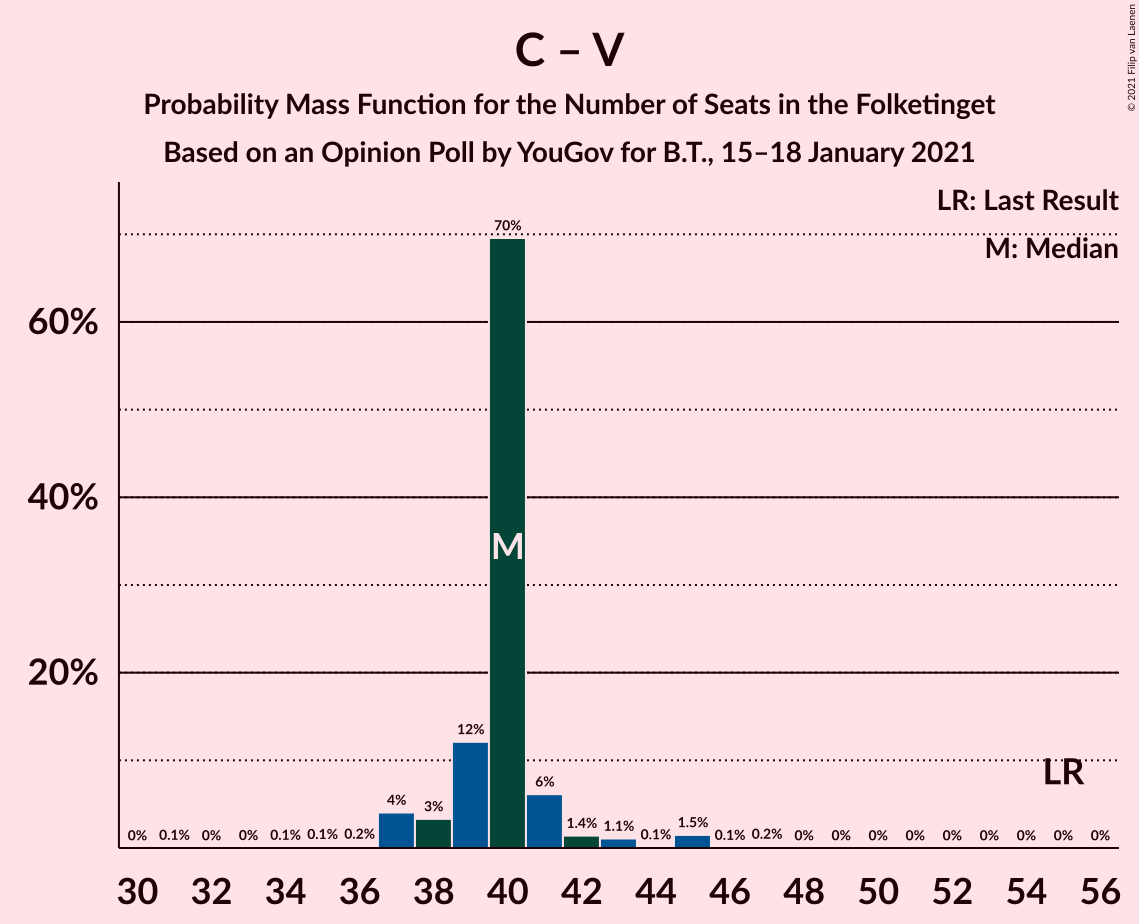 C – V
Probability Mass Function for the Number of Seats in the Folketinget
Based on an Opinion Poll by YouGov for B.T., 15–18 January 2021
© 2021 Filip van Laenen
LR: Last Result
M: Median
60%
40%
20%
0% 0.1% 0% 0% 0.1% 0.1% 0.2% 4% 3% 12% 70% 6% 1.4% 1.1% 0.1% 1.5% 0.1% 0.2% 0% 0% 0% 0% 0% 0% 0% 0% 0%
M
LR
30 32 34 36 38 40 42 44 46 48 50 52 54 56